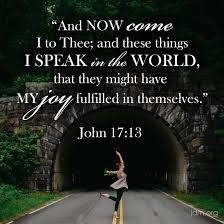 “And NOW come
I to Thee; and these things
I SPEAK in the WORLD,
that they might have
MY joy fulfilled in themselves.”
John 17:13